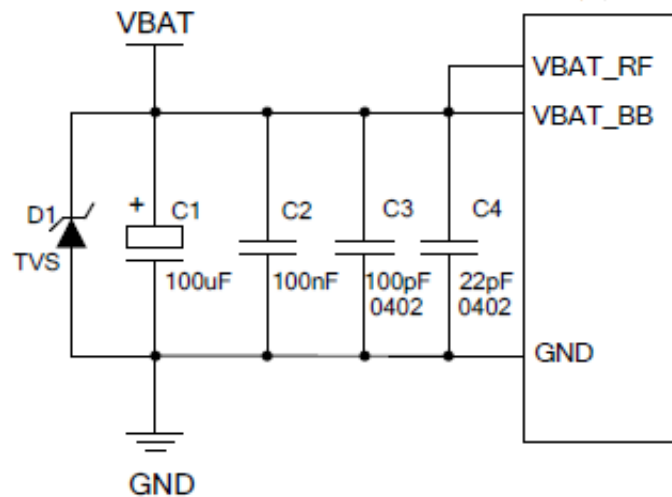 VBAT
VBAT_RF
VBAT_BB
D1
TVS
+
C1
100uF
C2
100nF
C3
100pF
0402
C4
22pF
0402
GND
GND